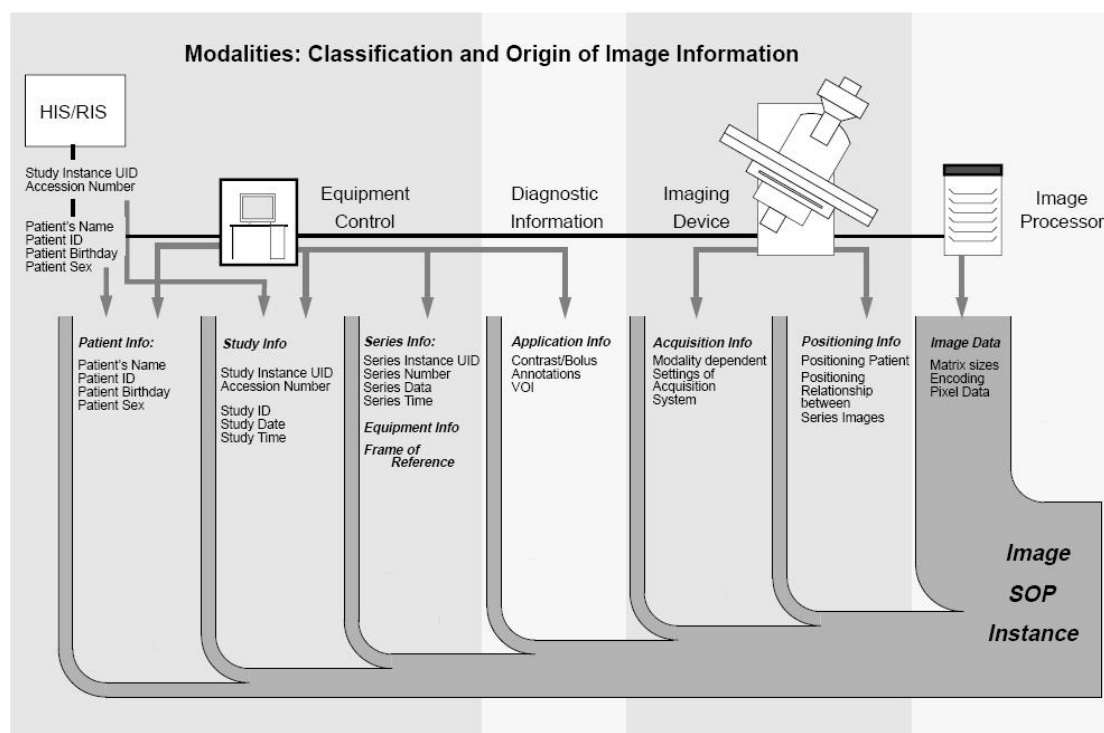 Modalities: Classification and Origin of Image Information
HIS/RIS
Study Instance UID
Accession Number
Patient's Name
Patient ID
Patient Birthday
Patient Sex
Equipment
Control
Diagnostic
Information
Imaging
Device
Image
Processor
Patient Info:
Patient's Name
Patient ID
Patient Birthday
Patient Sex
Study Info
Study Instance UID
Accession Number
Study ID
Study Date
Study Time
Series Info:
Series Instance UID
Series Number
Series Data
Series Time
Equipment Info
Frame of
Reference
Application Info
Contrast/Bolus
Annotations
VOI
Acquisition Info
Modality dependent
Settings of
Acquisition
System
Positioning Info
Positioning Patient
Positioning
Relationship
between
Series Images
Image Data
Matrix sizes
Encoding
Pixel Data
Image
SOP
Instance